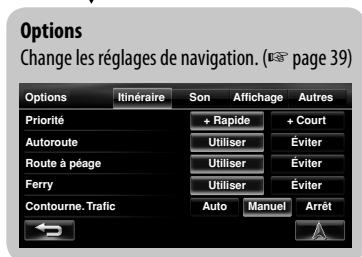 Options
Change les réglages de navigation. (☞ page 39)
Options Itinéraire Son Affichage Autres
Priorité + Rapide + Court
Autoroute Utiliser Éviter
Route à péage Utiliser Éviter
Ferry Utiliser Éviter
Contourne. Trafic Auto Manuel Arrêt